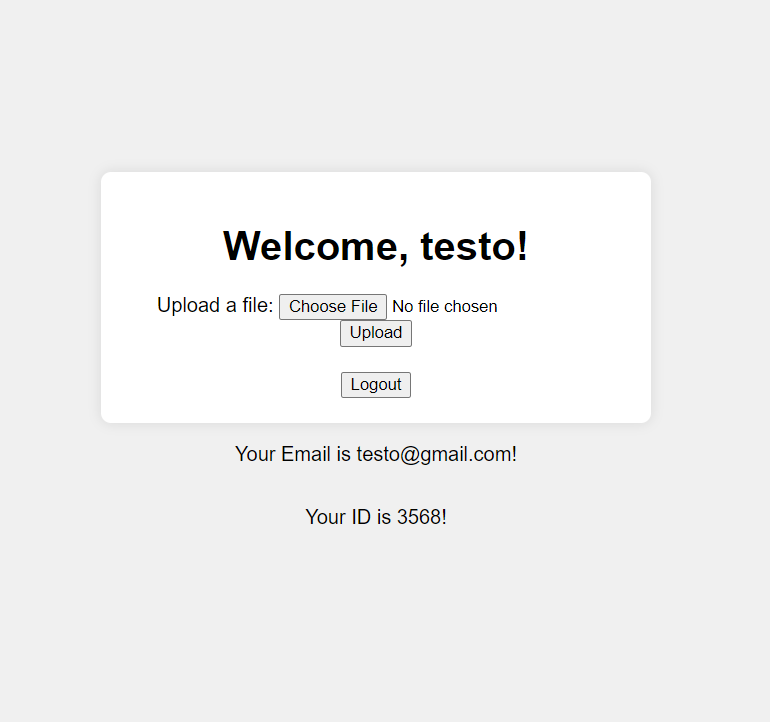 Welcome, testo!
Upload a file: Choose File No file chosen
Upload
Logout
Your Email is testo@gmail.com!
Your ID is 3568!